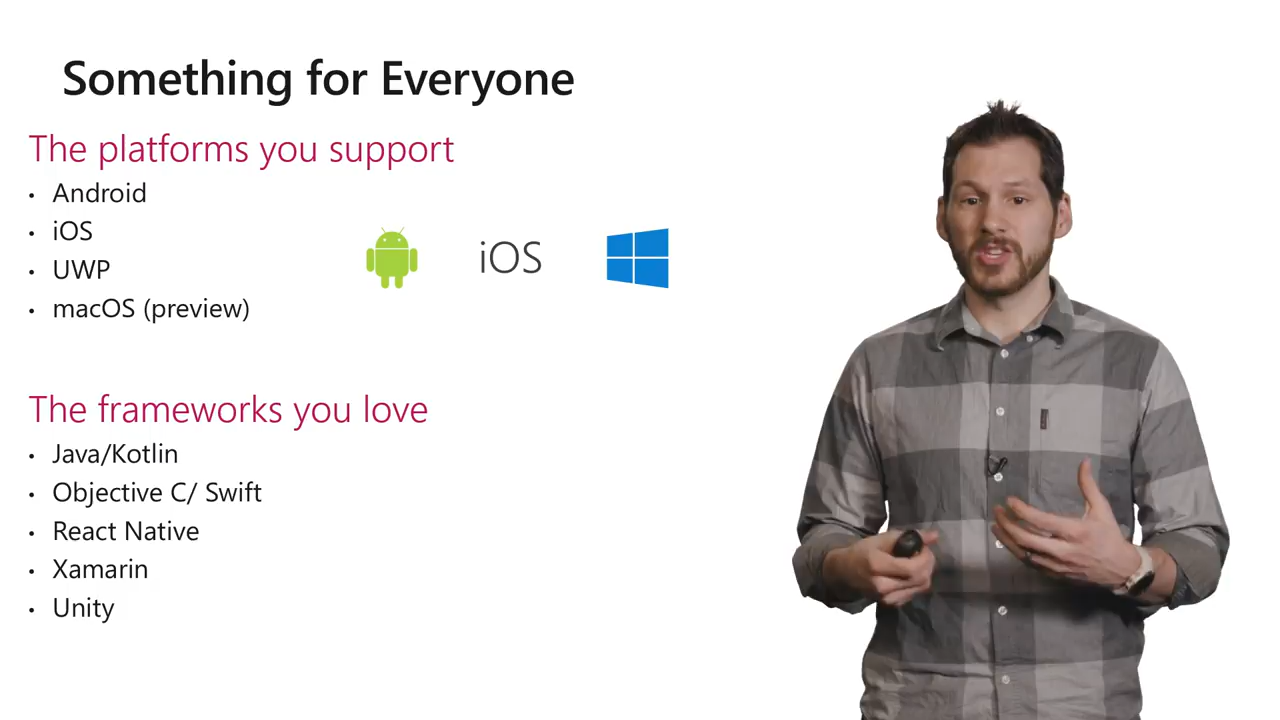 Something for Everyone
The platforms you support
• Android
• iOS
• UWP
• macOS (preview)
iOS
The frameworks you love
• Java/Kotlin
• Objective C/ Swift
• React Native
• Xamarin
• Unity